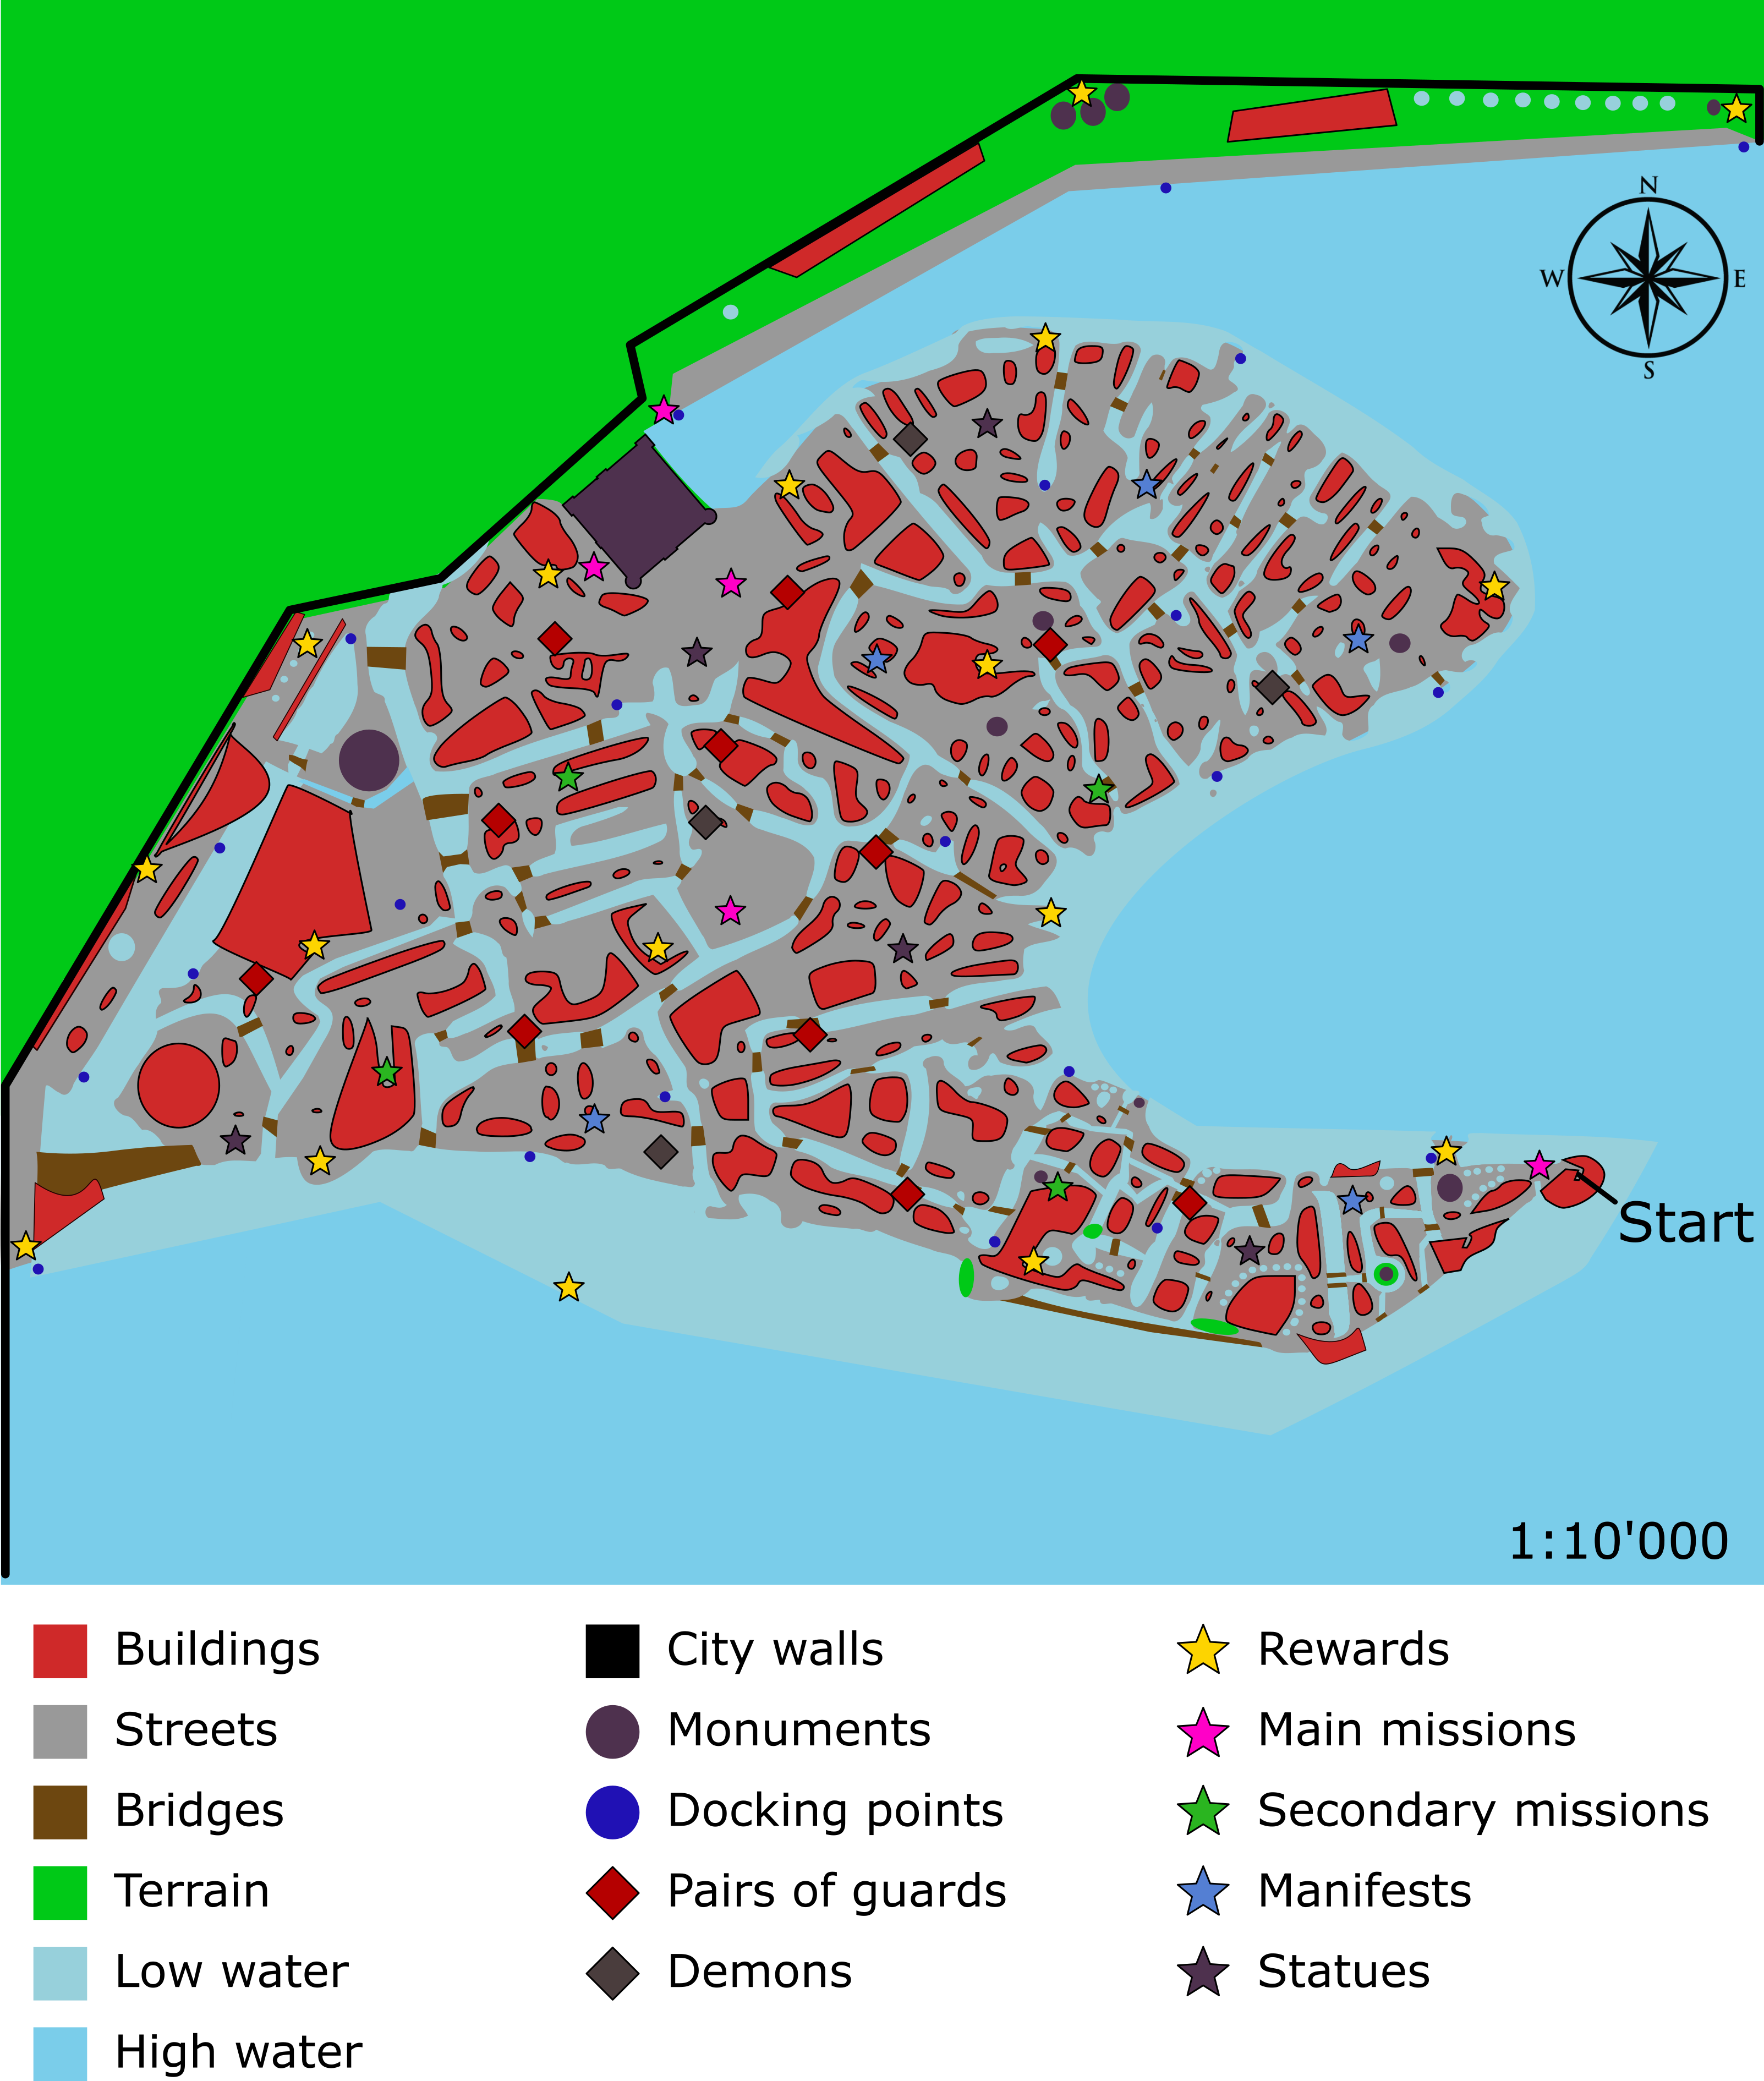 N
W E
S
Start
1:10'000
Buildings
City walls
Rewards
Streets
Monuments
Main missions
Bridges
Docking points
Secondary missions
Terrain
Pairs of guards
Manifests
Low water
Demons
Statues
High water